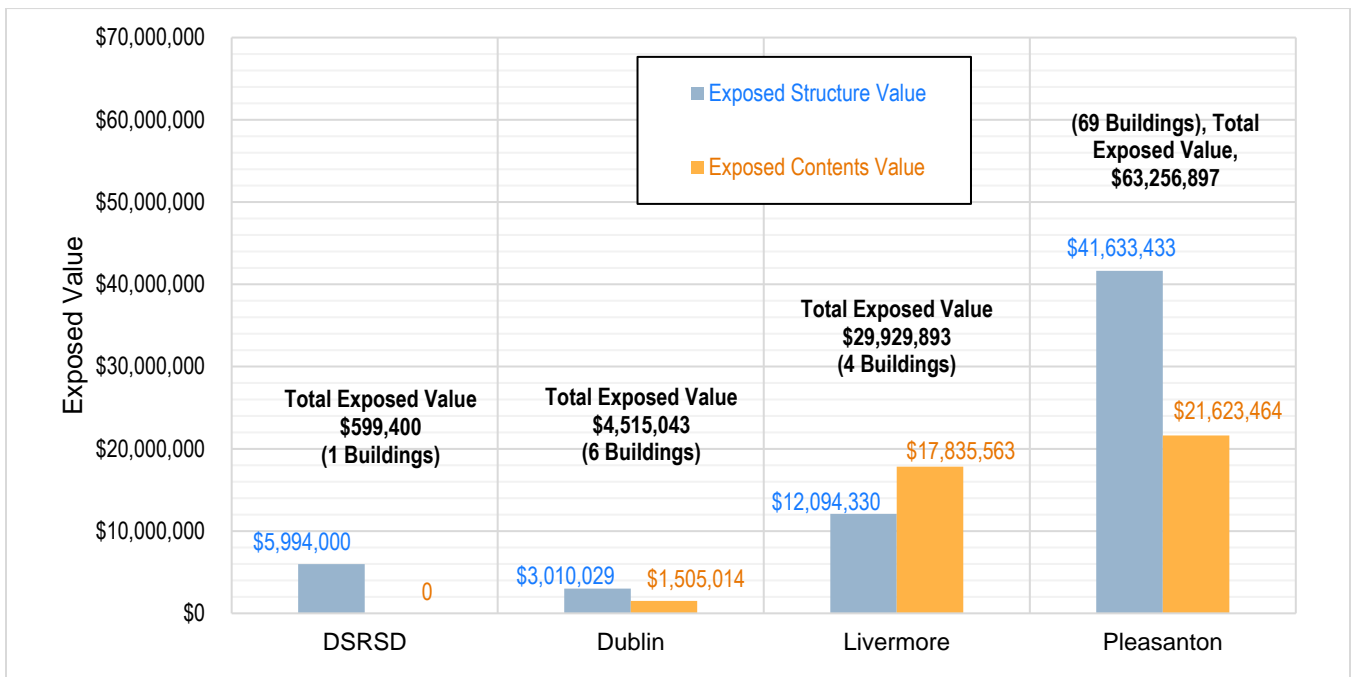 $70,000,000
$60,000,000
$50,000,000
$40,000,000
$30,000,000
$20,000,000
$10,000,000
$0
Exposed Value
Exposed Structure Value
Exposed Contents Value
Total Exposed Value
$599,400
(1 Buildings)
$5,994,000
0
Total Exposed Value
$4,515,043
(6 Buildings)
$3,010,029
$1,505,014
Total Exposed Value
$29,929,893
(4 Buildings)
$12,094,330
$17,835,563
(69 Buildings), Total
Exposed Value,
$63,256,897
$41,633,433
$21,623,464
DSRSD
Dublin
Livermore
Pleasanton